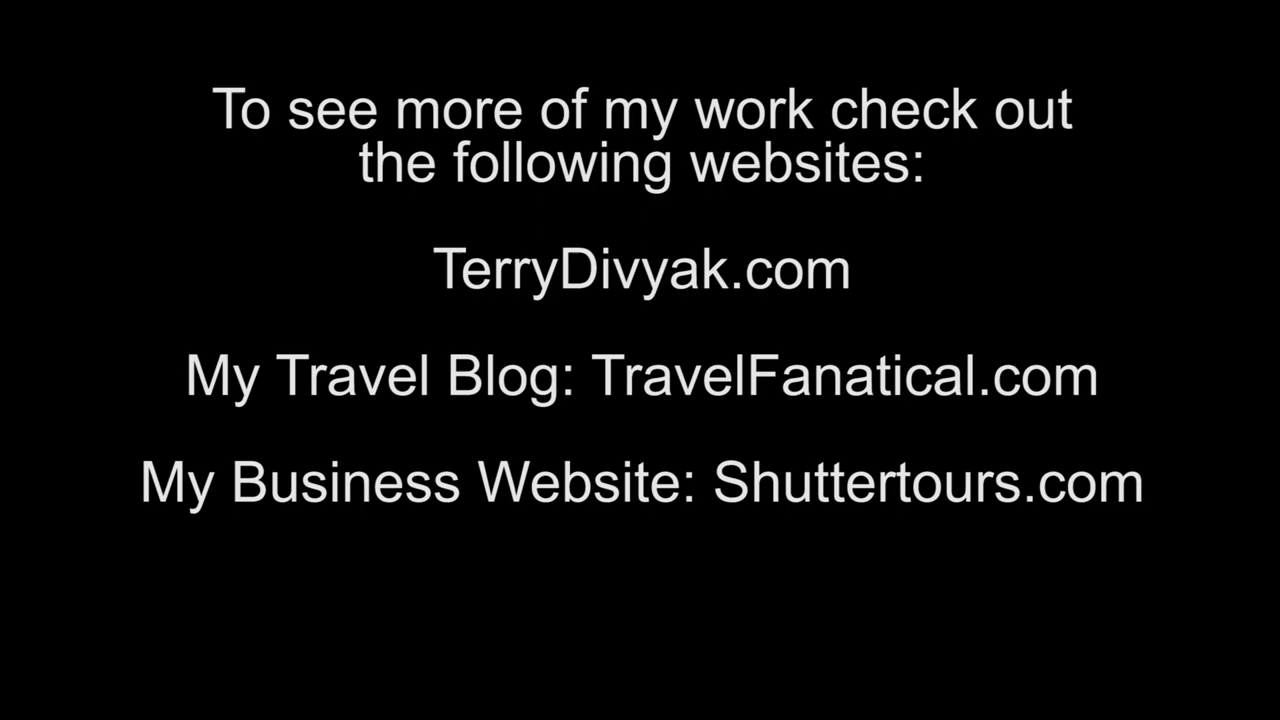 To see more of my work check out
the following websites:
TerryDivyak.com
My Travel Blog: TravelFanatical.com
My Business Website: Shuttertours.com